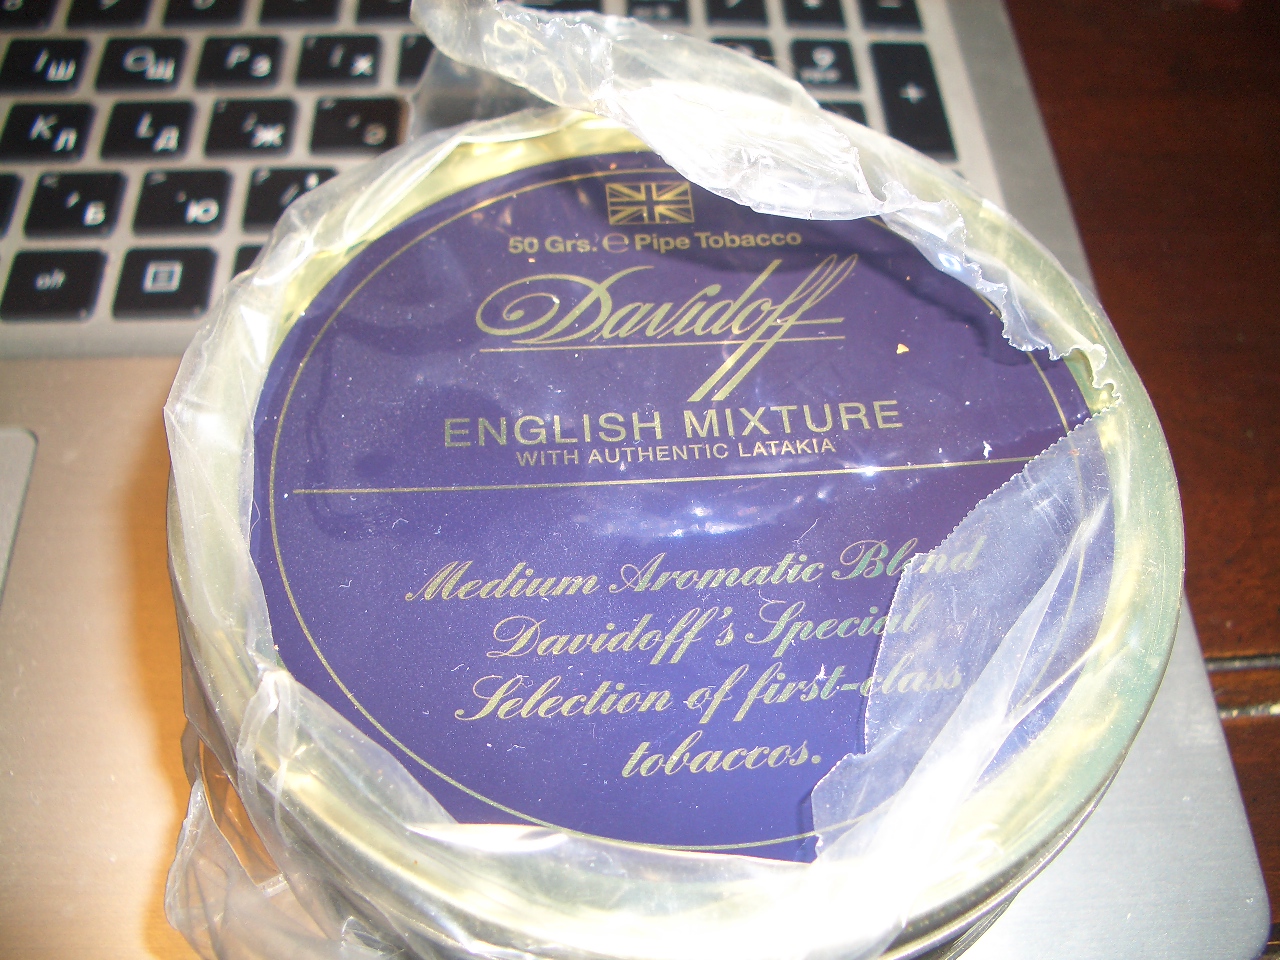 Ш
O Щ
P З
Х
K Л
L Д
Ж
Э
Б
Ю
alt
+
50 Grs. ℮ Pipe Tobacco
Davidoff
ENGLISH MIXTURE
WITH AUTHENTIC LATAKIA
Medium Aromatic Blend
Davidoff's Special
Selection of first-class
tobaccos.